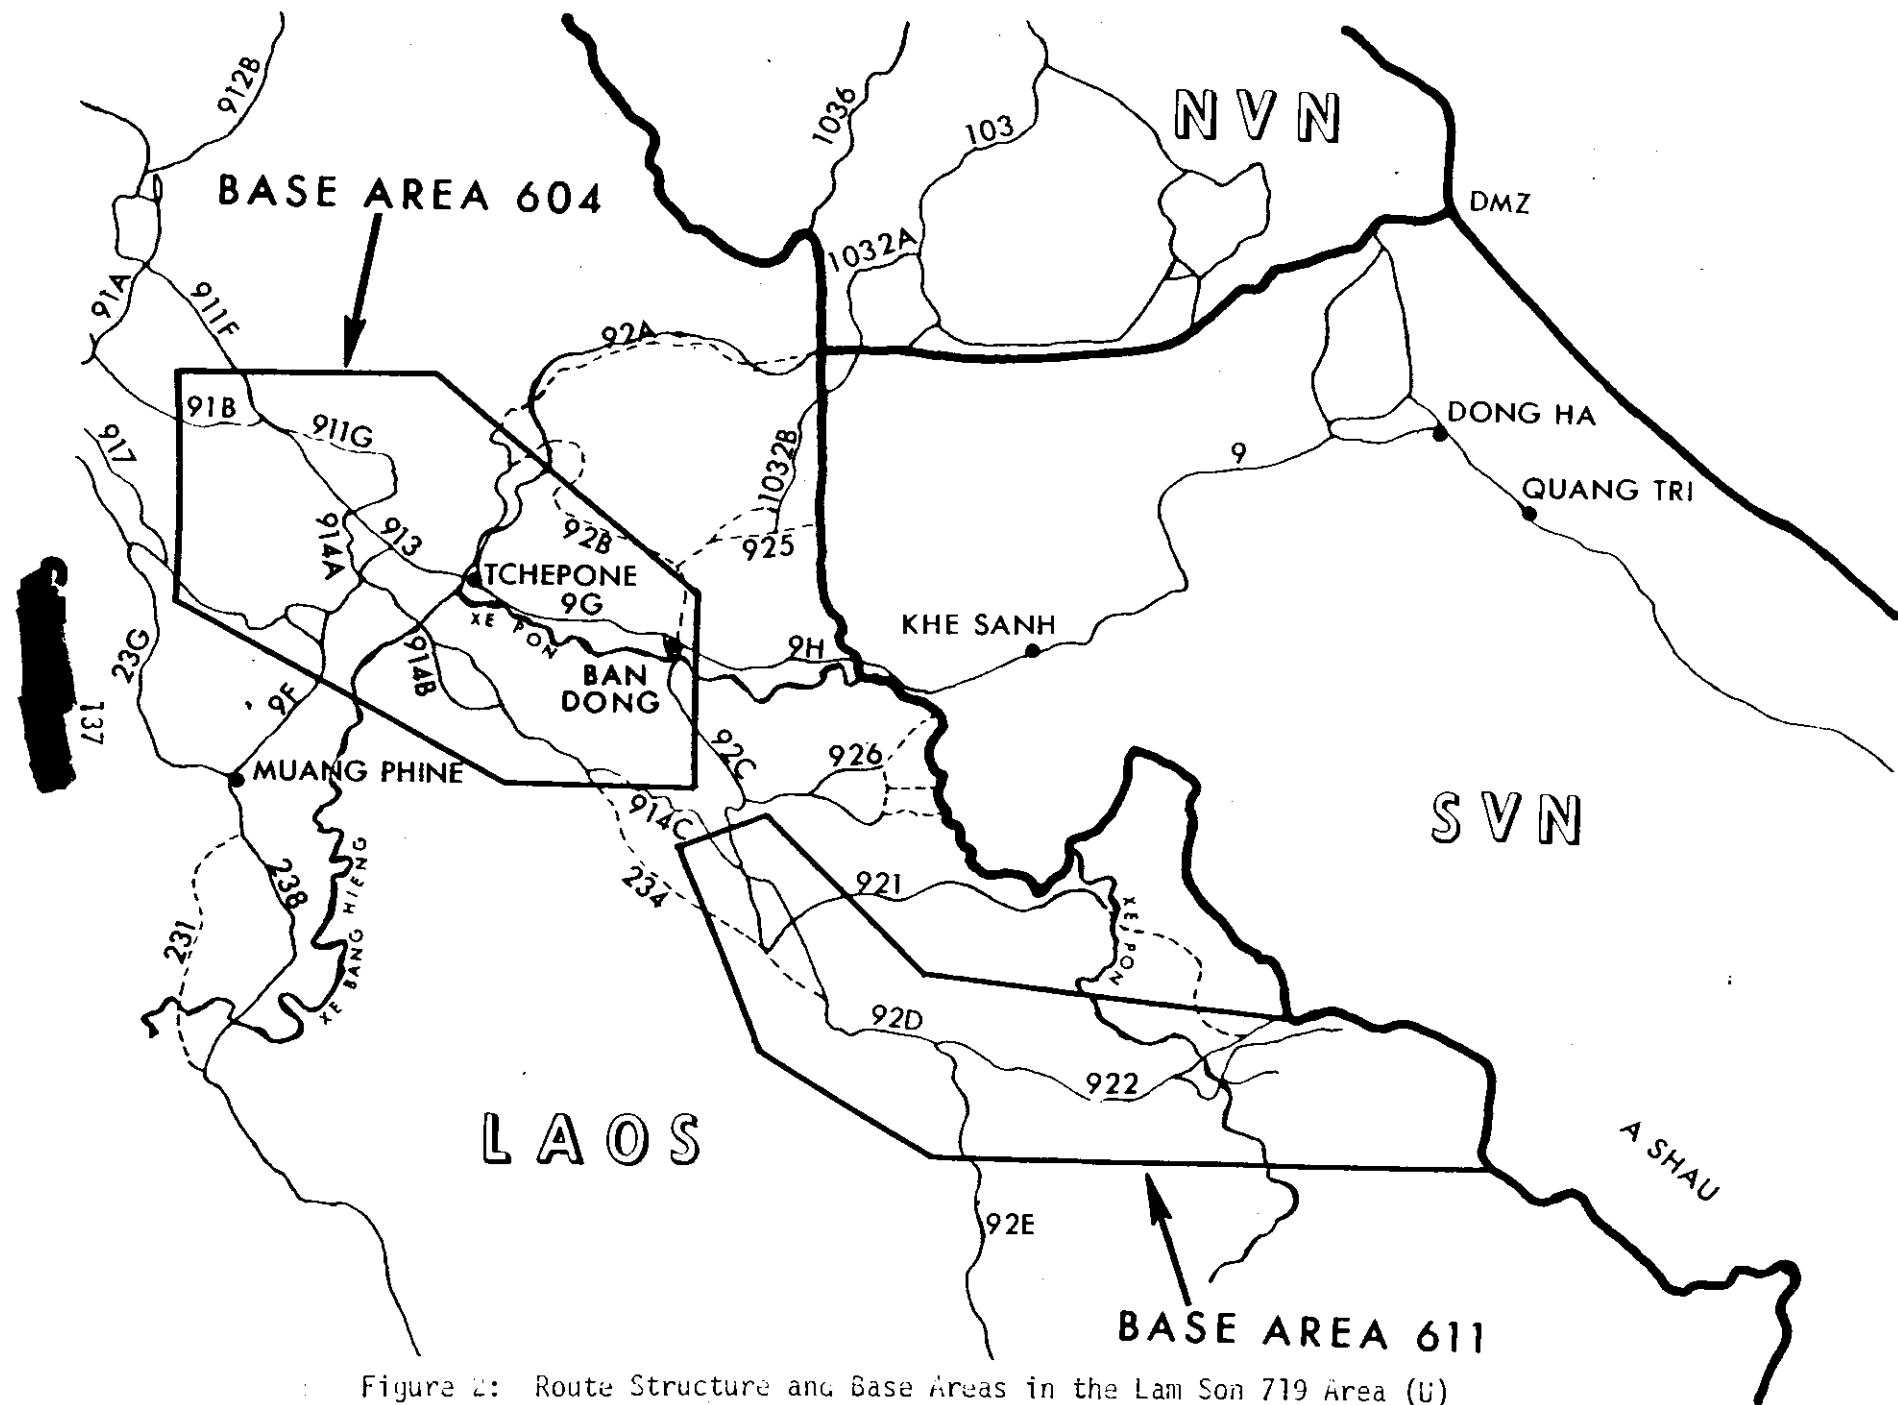 912B
1036
103
NVN
BASE AREA 604
DMZ
1032A
91A
911F
92A
91B
911G
917
DONG HA
9
1032B
QUANG TRI
914A
913
92B
925
TCHEPONE
9G
XE PON
KHE SANH
9H
23G
914B
BAN
DONG
9F
137
MUANG PHINE
92C
926
914C
SVN
238
234
921
XE BANG HIENG
231
XE PON
92D
922
LAOS
A SHAU
92E
BASE AREA 611
Figure 2: Route Structure and Base Areas in the Lam Son 719 Area (U)